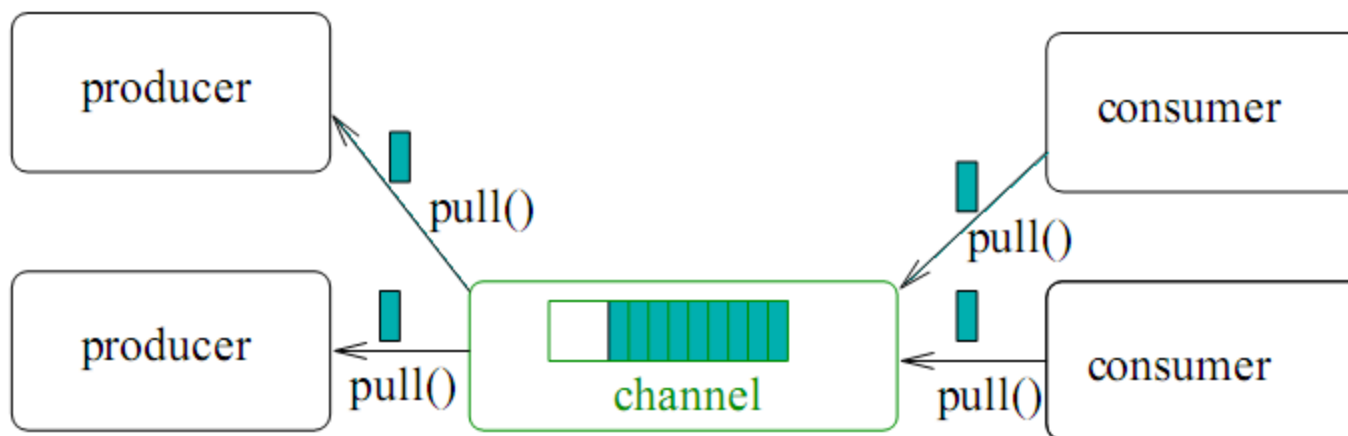 producer
consumer
pull()
pull()
producer
pull()
channel
pull()
consumer